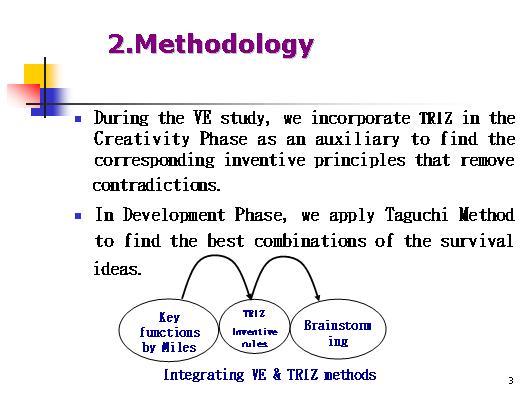 2.Methodology
During the VE study, we incorporate TRIZ in the
Creativity Phase as an auxiliary to find the
corresponding inventive principles that remove
contradictions.
In Development Phase, we apply Taguchi Method
to find the best combinations of the survival
ideas.
Key
functions
by Miles
TRIZ
Inventive
rules
Brainstorm
ing
Integrating VE & TRIZ methods
3